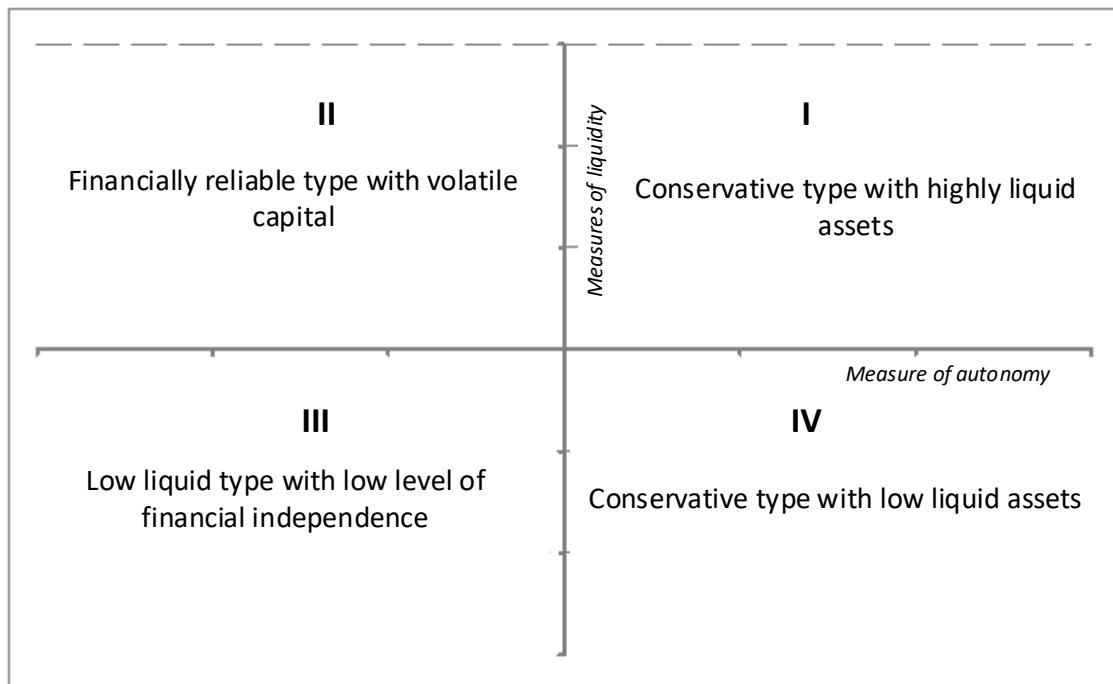 II
Financially reliable type with volatile
capital
Measures of liquidity
I
Conservative type with highly liquid
assets
Measure of autonomy
III
Low liquid type with low level of
financial independence
IV
Conservative type with low liquid assets